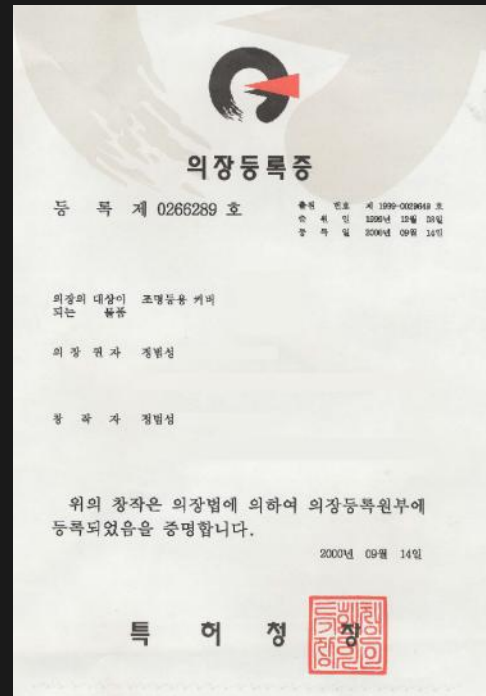 의장등록증
등 록 제 0266289 호
출원 번호 제 1999-0029649 호
출 원 일 1999년 12월 08일
등 록 일 2000년 09월 14일
의장의 대상이 조명등용 커버
되는 물품
의 장 권 자 정범성
창 작 자 정범성
위의 창작은 의장법에 의하여 의장등록원부에
등록되었음을 증명합니다.
2000년 09월 14일
특 허 청 장